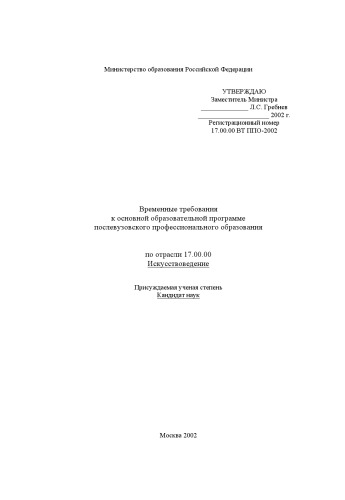 Министерство образования Российской Федерации
УТВЕРЖДАЮ
Заместитель Министра
_______________ Л.С. Гребнев
______________________ 2002 г.
Регистрационный номер
17.00.00 ВТ ППО-2002
Временные требования
к основной образовательной программе
послевузовского профессионального образования
по отрасли 17.00.00
Искусствоведение
Присуждаемая ученая степень
Кандидат наук
Москва 2002